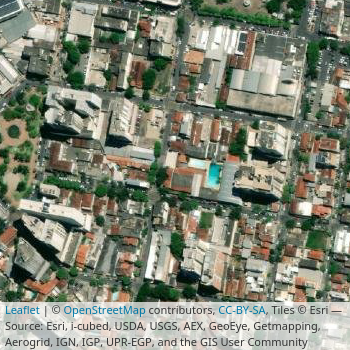 Leaflet | © OpenStreetMap contributors, CC-BY-SA, Tiles © Esri —
Source: Esri, i-cubed, USDA, USGS, AEX, GeoEye, Getmapping,
Aerogrid, IGN, IGP, UPR-EGP, and the GIS User Community